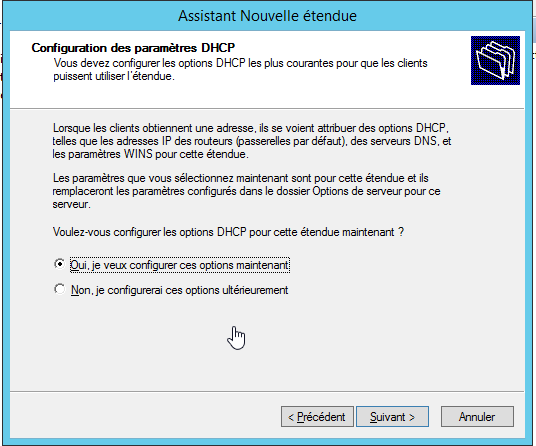 Assistant Nouvelle étendue
Configuration des paramètres DHCP
Vous devez configurer les options DHCP les plus courantes pour que les clients
puissent utiliser l'étendue.
Lorsque les clients obtiennent une adresse, ils se voient attribuer des options DHCP,
telles que les adresses IP des routeurs (passerelles par défaut), des serveurs DNS, et
les paramètres WINS pour cette étendue.
Les paramètres que vous sélectionnez maintenant sont pour cette étendue et ils
remplaceront les paramètres configurés dans le dossier Options de serveur pour ce
serveur.
Voulez-vous configurer les options DHCP pour cette étendue maintenant ?
Oui, je veux configurer ces options maintenant
Non, je configurerai ces options ultérieurement
< Précédent Suivant > Annuler